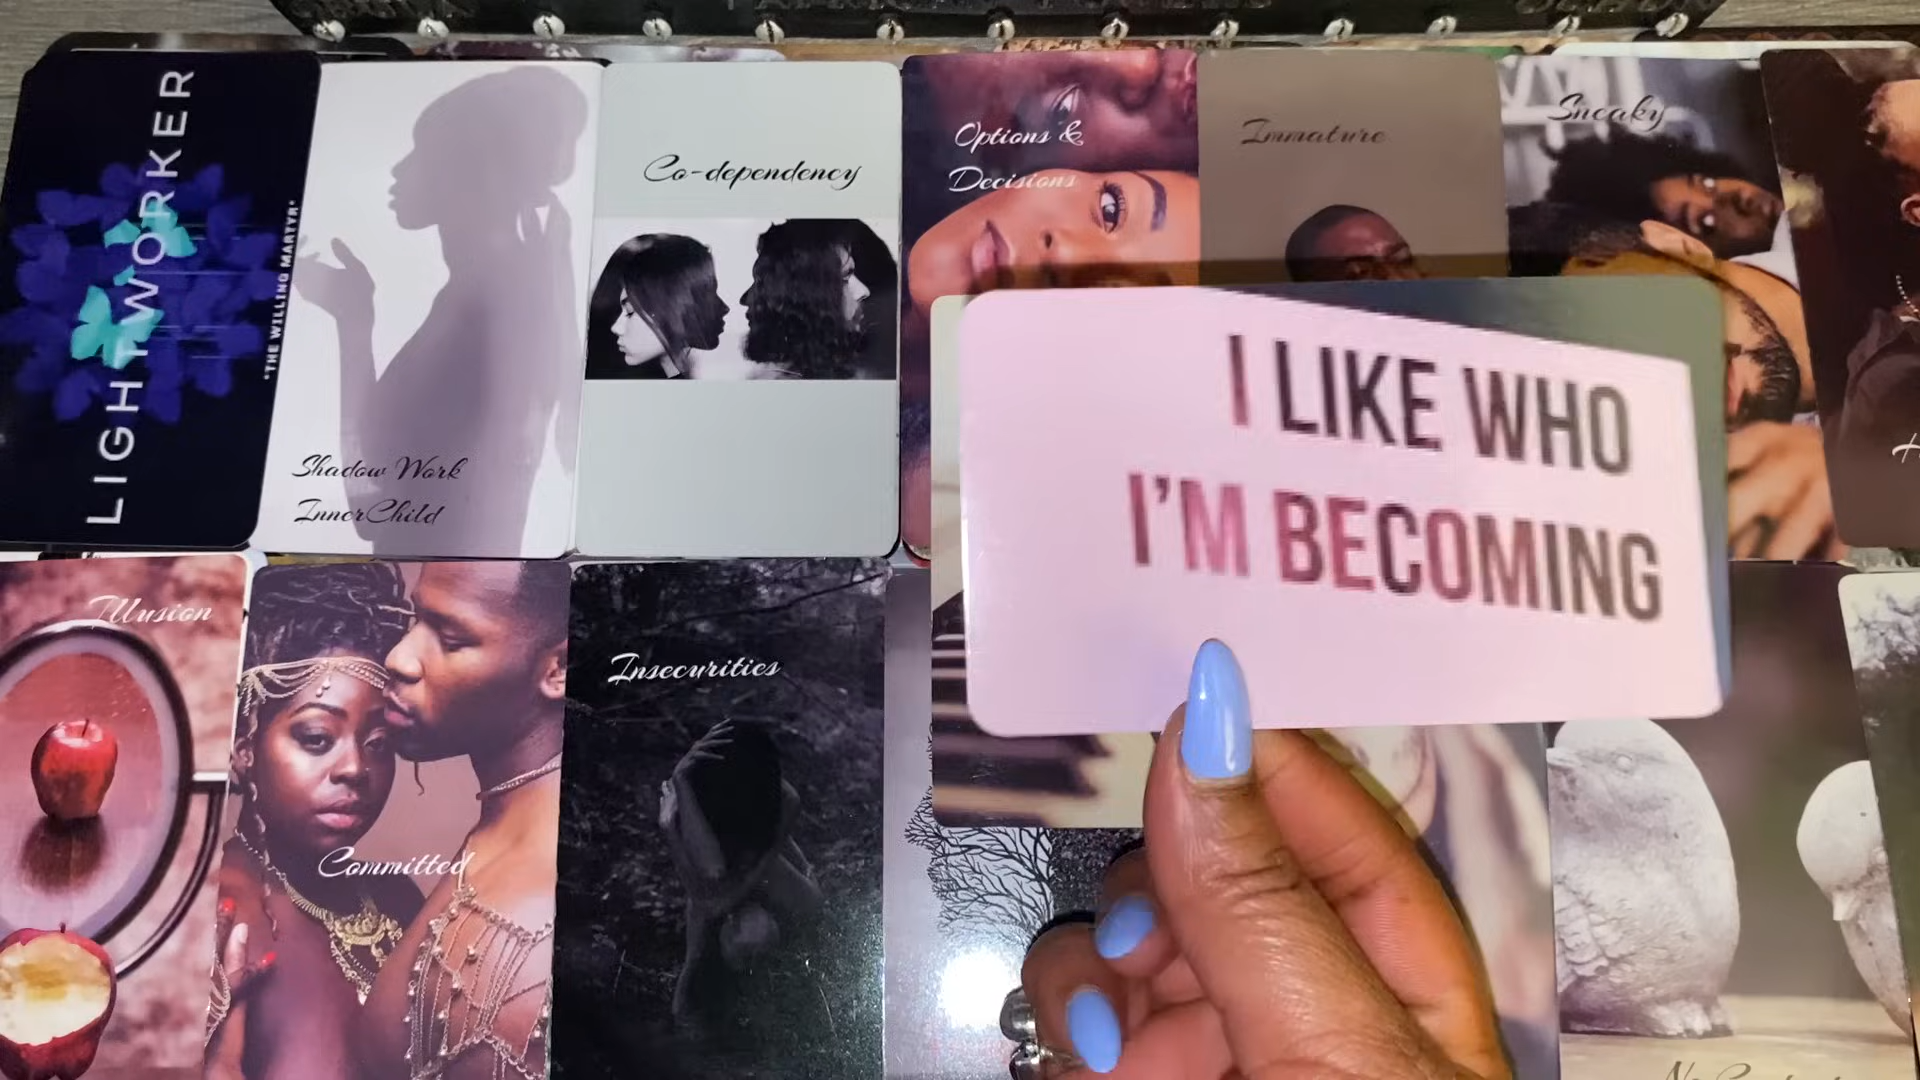 LIGHTWORKER
"THE WILLING MARTYR"
Shadow Work
InnerChild
Co-dependency
Options &
Decisions
Immature
Sneaky
I LIKE WHO
I'M BECOMING
Illusion
Committed
Insecurities